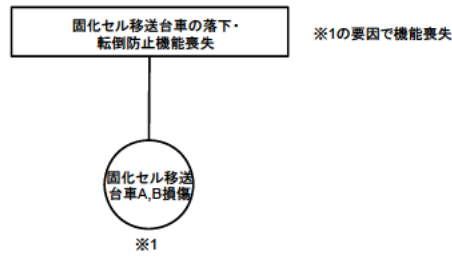 固化セル移送台車の落下・
転倒防止機能喪失
※1の要因で機能喪失
固化セル移送
台車A,B損傷
※1